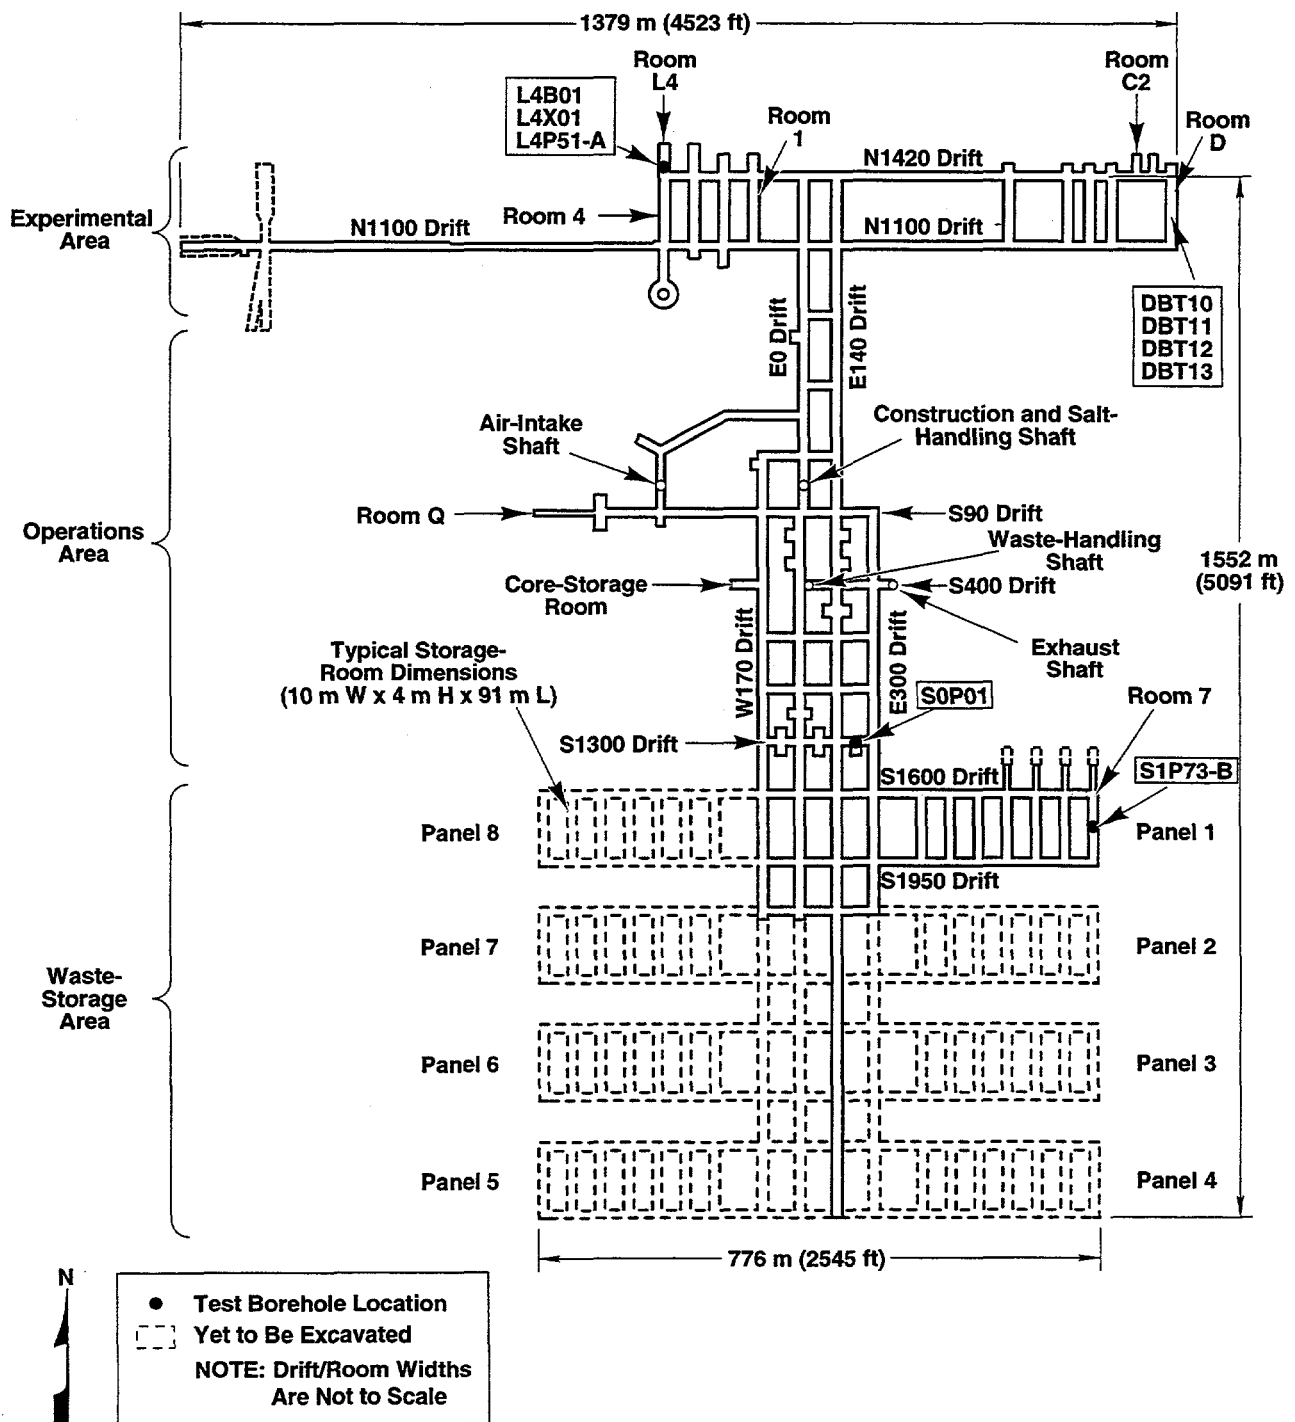 1379 m (4523 ft)
Room
L4
Room
C2
L4B01
L4X01
L4P51-A
Room
1
Room
D
N1420 Drift
Experimental
Area
Room 4
N1100 Drift
N1100 Drift
DBT10
DBT11
DBT12
DBT13
E0 Drift
E140 Drift
Air-Intake
Shaft
Construction and Salt-
Handling Shaft
Room Q
S90 Drift
Operations
Area
Waste-Handling
Shaft
1552 m
(5091 ft)
Core-Storage
Room
S400 Drift
Exhaust
Shaft
W170 Drift
E300 Drift
Typical Storage-
Room Dimensions
(10 m W x 4 m H x 91 m L)
S0P01
Room 7
S1300 Drift
S1600 Drift
S1P73-B
Panel 8
Panel 1
S1950 Drift
Panel 7
Panel 2
Waste-
Storage
Area
Panel 6
Panel 3
Panel 5
Panel 4
776 m (2545 ft)
N
Test Borehole Location
Yet to Be Excavated
NOTE: Drift/Room Widths
Are Not to Scale